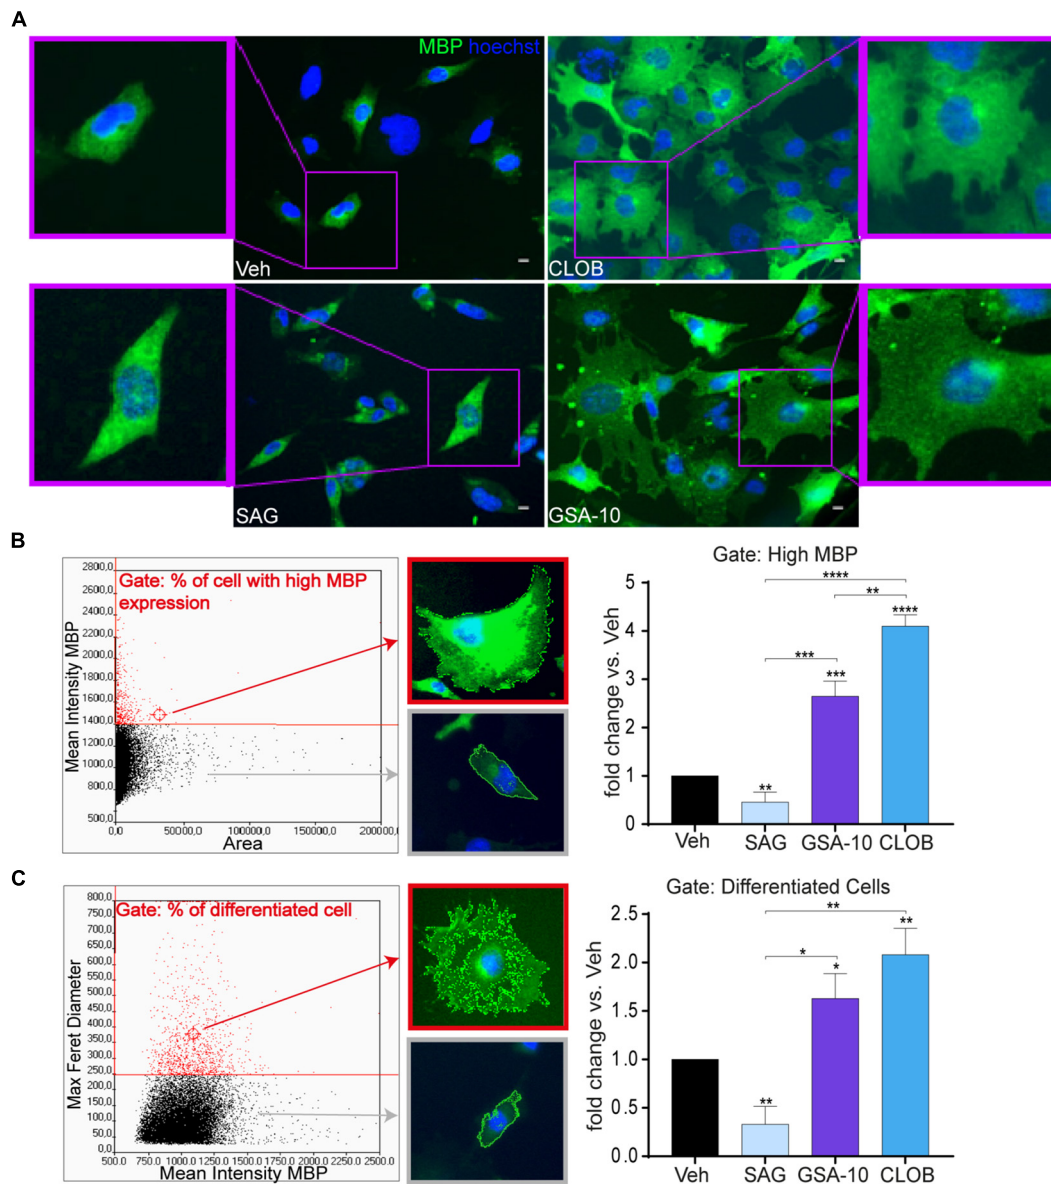 A
MBP hoechst
Veh
CLOB
SAG
GSA-10
B
Gate: % of cell with high MBP
expression
Mean Intensity MBP
2800,0
2600,0
2400,0
2200,0
2000,0
1800,0
1600,0
1400,0
1200,0
1000,0
800,0
500,0
0,0
50000,0
100000,0
150000,0
200000,0
Area
Gate: High MBP
fold change vs. Veh
5
4
3
2
1
0
****
**
****
***
***
**
Veh
SAG
GSA-10
CLOB
C
Gate: % of differentiated cell
Max Feret Diameter
800,0
750,0
700,0
650,0
600,0
550,0
500,0
450,0
400,0
350,0
300,0
250,0
200,0
150,0
100,0
50,0
0,0
500,0
750,0
1000,0
1250,0
1500,0
1750,0
2000,0
2250,0
2500,0
Mean Intensity MBP
Gate: Differentiated Cells
fold change vs. Veh
2.5
2.0
1.5
1.0
0.5
0.0
**
**
*
*
**
Veh
SAG
GSA-10
CLOB